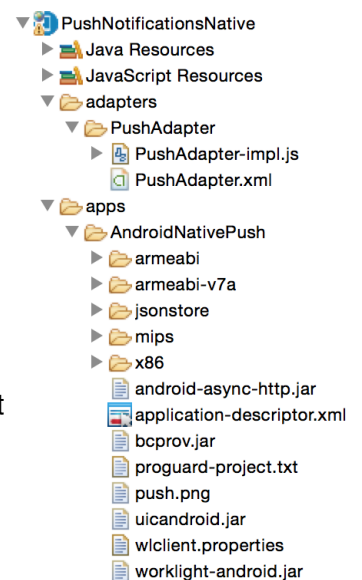 PushNotificationsNative
Java Resources
JavaScript Resources
adapters
PushAdapter
PushAdapter-impl.js
PushAdapter.xml
apps
AndroidNativePush
armeabi
armeabi-v7a
jsonstore
mips
x86
android-async-http.jar
t
application-descriptor.xml
bcprov.jar
proguard-project.txt
push.png
uicandroid.jar
wlclient.properties
worklight-android.jar